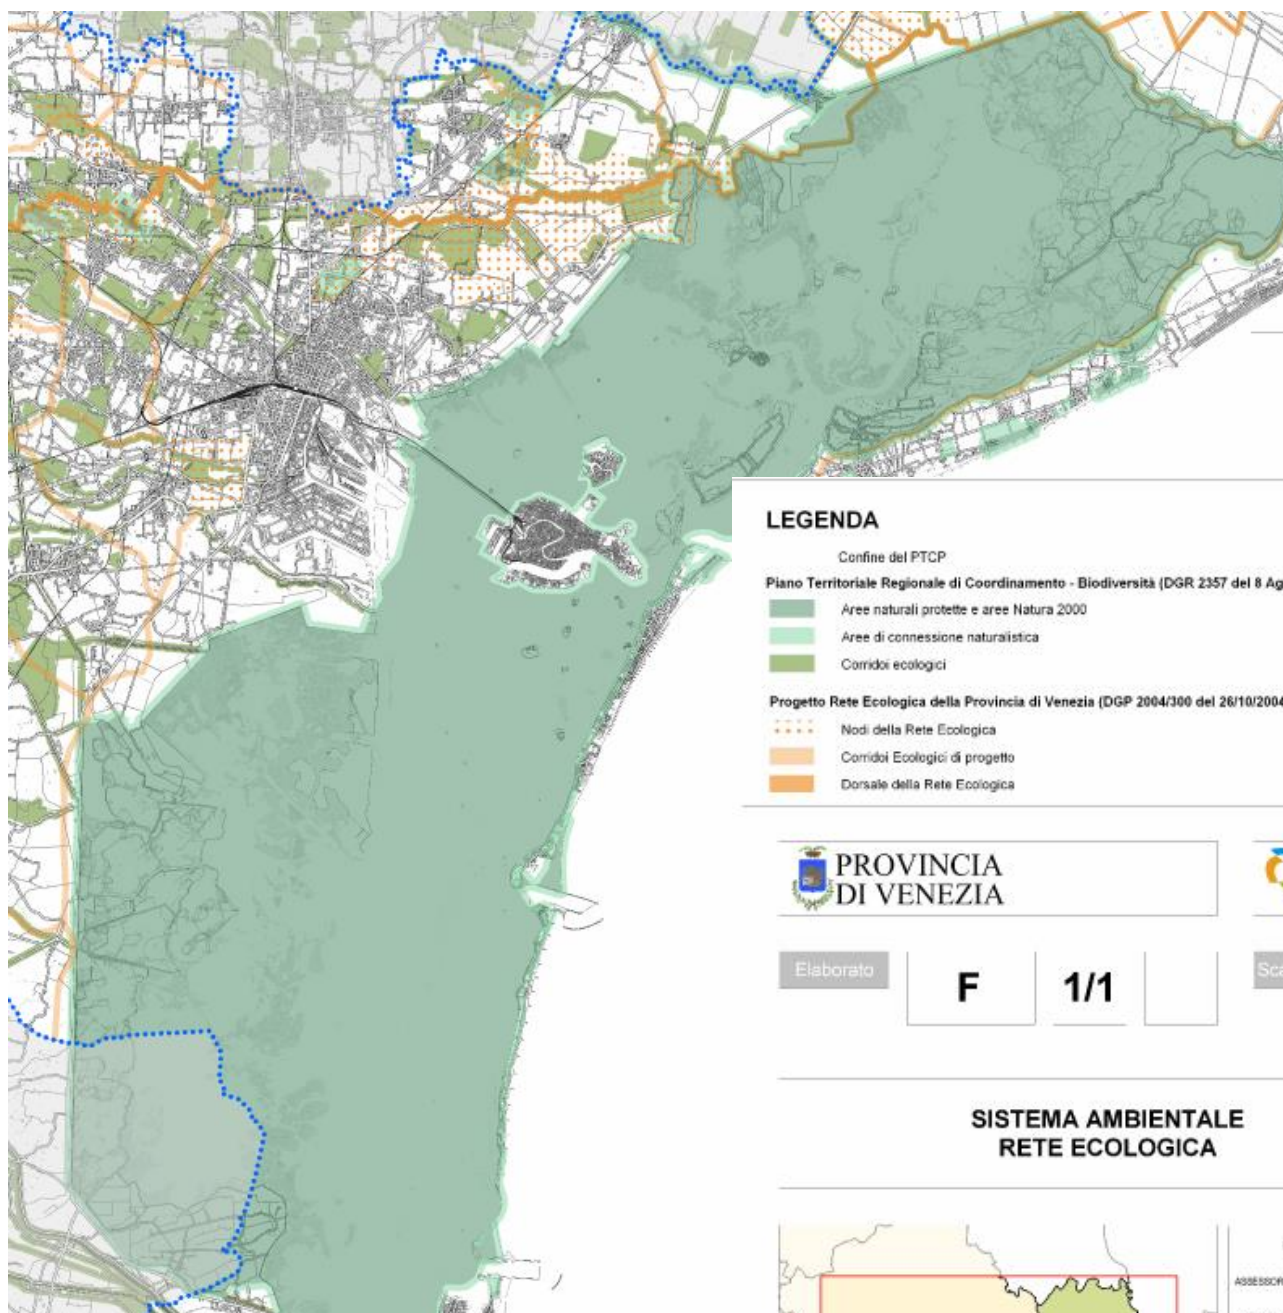 LEGENDA
Confine del PTCP
Piano Territoriale Regionale di Coordinamento - Biodiversità (DGR 2357 del 8 Ag
Aree naturali protette e aree Natura 2000
Aree di connessione naturalistica
Corridoi ecologici
Progetto Rete Ecologica della Provincia di Venezia (DGP 2004/300 del 26/10/2004
Nodi della Rete Ecologica
Corridoi Ecologici di progetto
Dorsale della Rete Ecologica
PROVINCIA
DI VENEZIA
Elaborato
F
1/1
Sca
SISTEMA AMBIENTALE
RETE ECOLOGICA
ASSESSOR